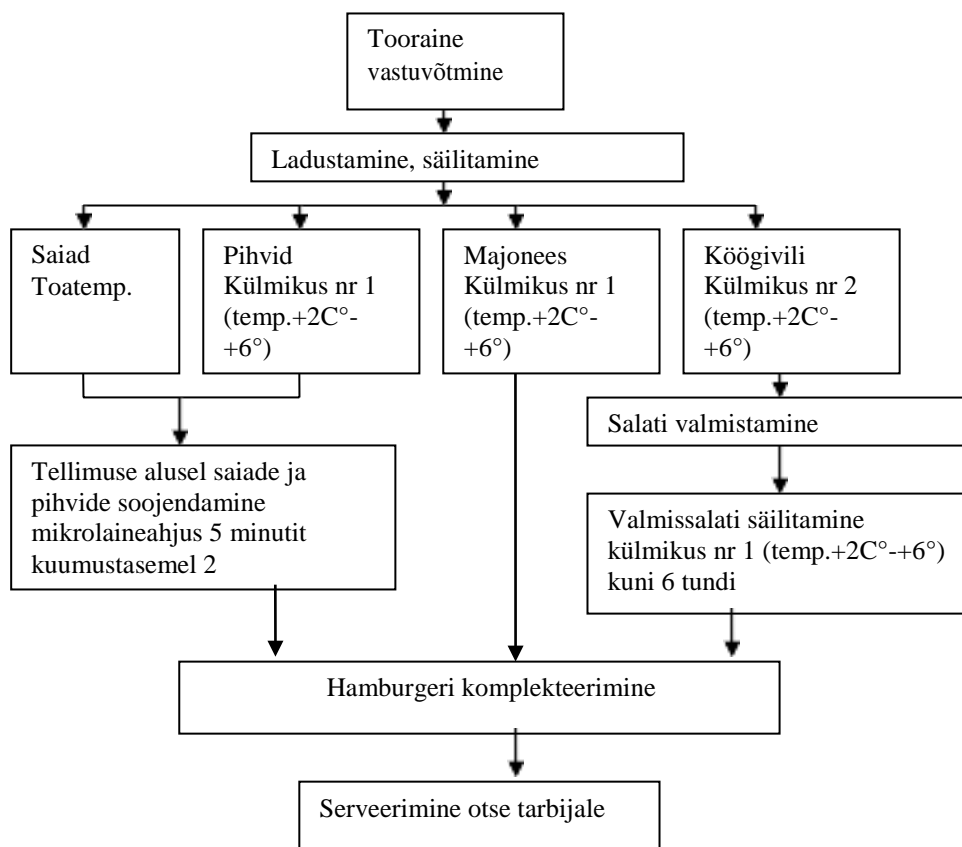 Tooraine
vastuvõtmine
Ladustamine, säilitamine
Saiad
Toatemp.
Pihvid
Külmikus nr 1
(temp.+2C°-
+6°)
Majonees
Külmikus nr 1
(temp.+2C°-
+6°)
Köögivili
Külmikus nr 2
(temp.+2C°-
+6°)
Salati valmistamine
Tellimuse alusel saiade ja
pihvide soojendamine
mikrolaineahjus 5 minutit
kuumustasemel 2
Valmissalati säilitamine
külmikus nr 1 (temp.+2C°-+6°)
kuni 6 tundi
Hamburgeri komplekteerimine
Serveerimine otse tarbijale